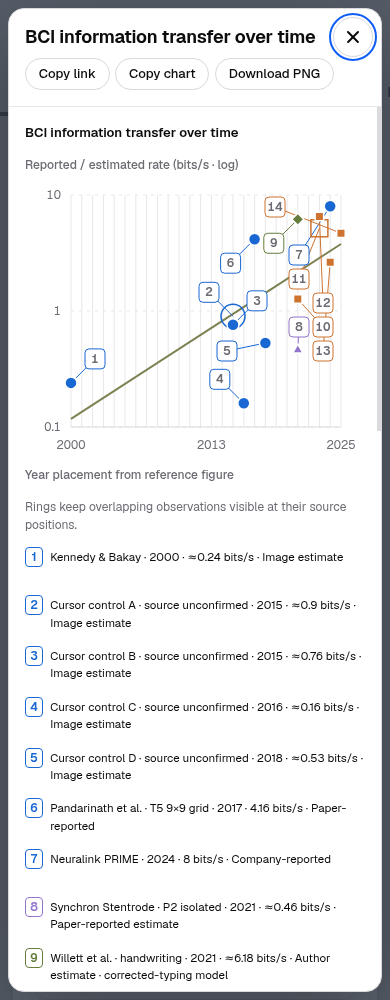 BCI information transfer over time
Copy link
Copy chart
Download PNG
BCI information transfer over time
Reported / estimated rate (bits/s · log)
10
1
0.1
14
9
6
7
11
2
3
12
8
10
1
5
13
4
2000
2013
2025
Year placement from reference figure
Rings keep overlapping observations visible at their source
positions.
1 Kennedy & Bakay · 2000 · ≈0.24 bits/s · Image estimate
2 Cursor control A · source unconfirmed · 2015 · ≈0.9 bits/s ·
Image estimate
3 Cursor control B · source unconfirmed · 2015 · ≈0.76 bits/s ·
Image estimate
4 Cursor control C · source unconfirmed · 2016 · ≈0.16 bits/s ·
Image estimate
5 Cursor control D · source unconfirmed · 2018 · ≈0.53 bits/s ·
Image estimate
6 Pandarinath et al. · T5 9×9 grid · 2017 · 4.16 bits/s · Paper-
reported
7 Neuralink PRIME · 2024 · 8 bits/s · Company-reported
8 Synchron Stentrode · P2 isolated · 2021 · ≈0.46 bits/s ·
Paper-reported estimate
9 Willett et al. · handwriting · 2021 · ≈6.18 bits/s · Author
estimate · corrected-typing model